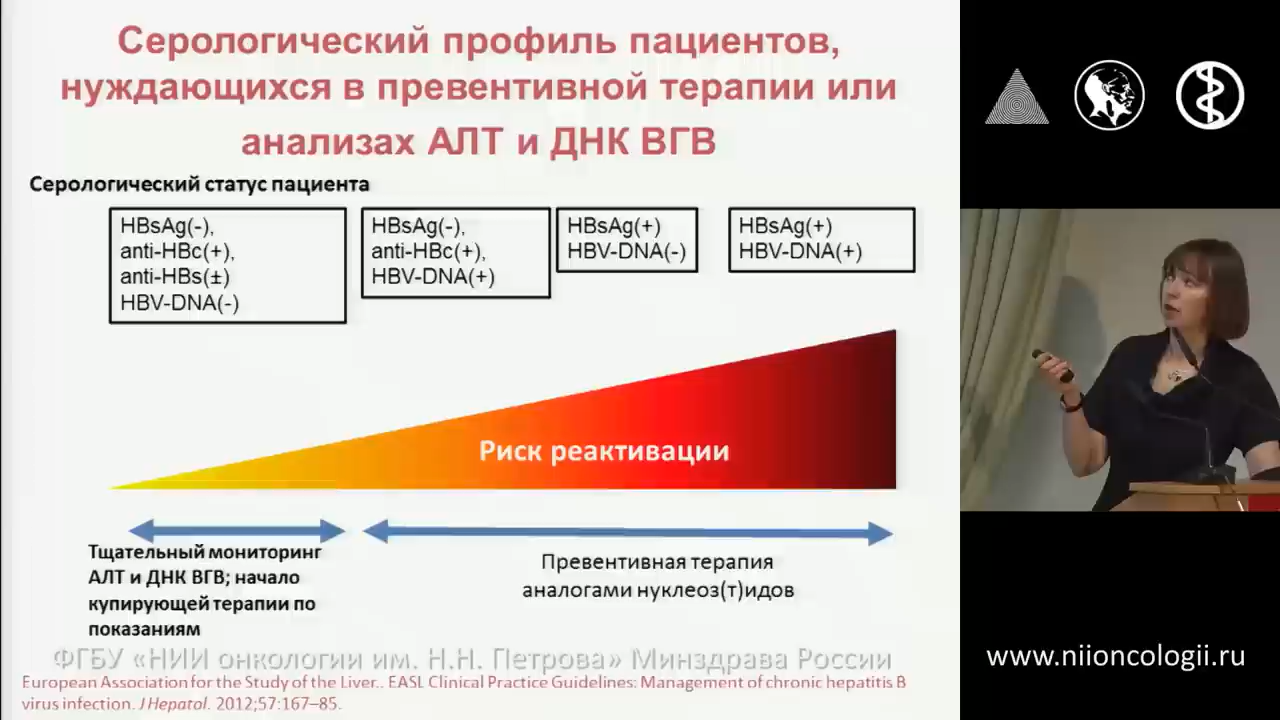 Серологический профиль пациентов,
нуждающихся в превентивной терапии или
анализах АЛТ и ДНК ВГВ
Серологический статус пациента
HBsAg(-),
anti-HBc(+),
anti-HBs(±)
HBV-DNA(-)
HBsAg(-),
anti-HBc(+),
HBV-DNA(+)
HBsAg(+)
HBV-DNA(-)
HBsAg(+)
HBV-DNA(+)
Риск реактивации
Тщательный мониторинг
АЛТ и ДНК ВГВ; начало
купирующей терапии по
показаниям
Превентивная терапия
аналогами нуклеоз(т)идов
ФГБУ «НИИ онкологии им. Н.Н. Петрова» Минздрава России
European Association for the Study of the Liver.. EASL Clinical Practice Guidelines: Management of chronic hepatitis B
virus infection. J Hepatol. 2012;57:167–85.
www.niioncologii.ru